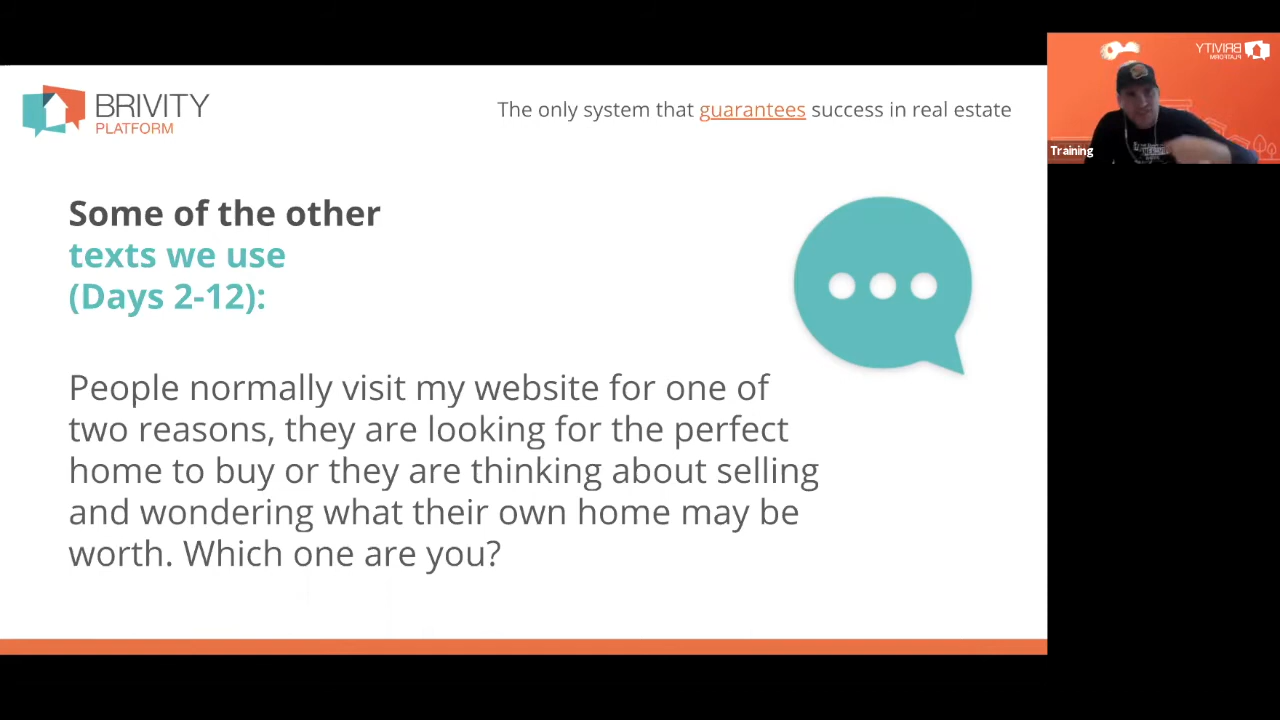 BRIVITY
PLATFORM
The only system that guarantees success in real estate
BRIVITY
PLATFORM
Training
Some of the other
texts we use
(Days 2-12):
People normally visit my website for one of
two reasons, they are looking for the perfect
home to buy or they are thinking about selling
and wondering what their own home may be
worth. Which one are you?